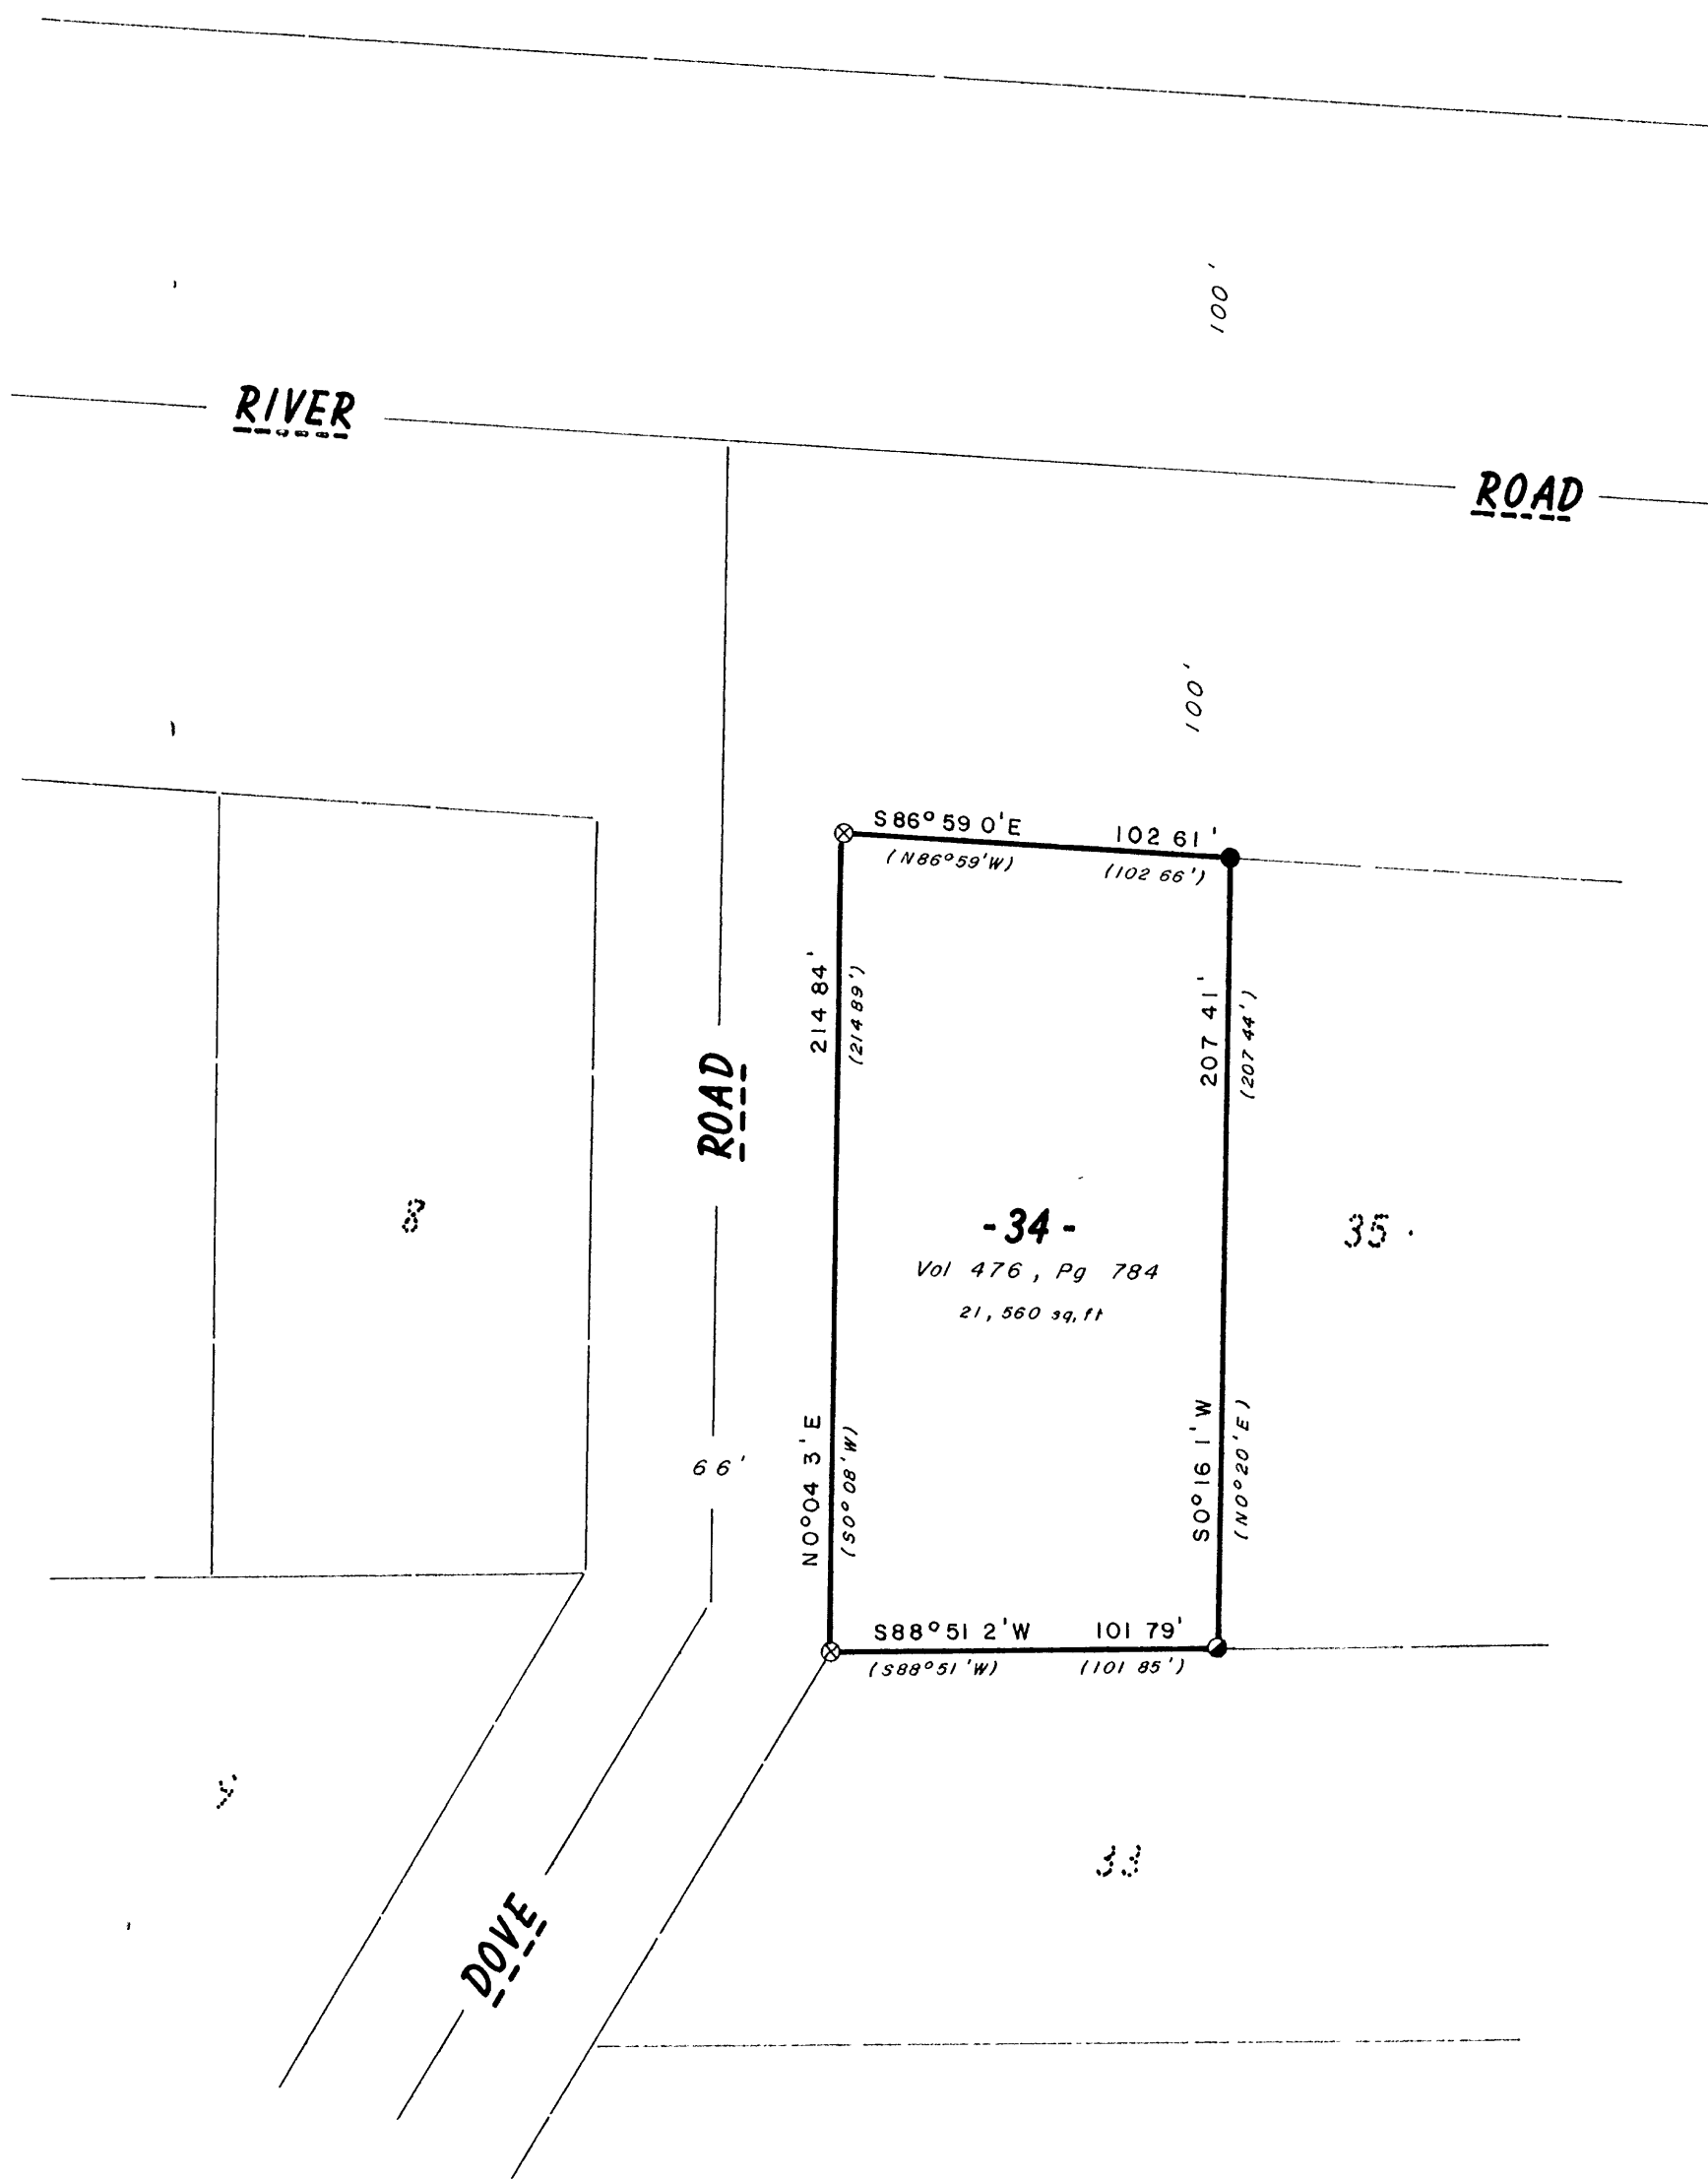 100'
RIVER
ROAD
100'
S86° 59 0'E 102 61'
(N86°59'W) (102 66')
214 84'
(214 89')
207 41'
(207 44')
ROAD
8
-34-
Vol 476, Pg 784
21,560 sq. ft
35
N0°04 3'E
(S0°08'W)
S0°16 1'W
(N0°20'E)
66'
S88°51 2'W 101 79'
(S88°51'W) (101 85')
33
DOVE